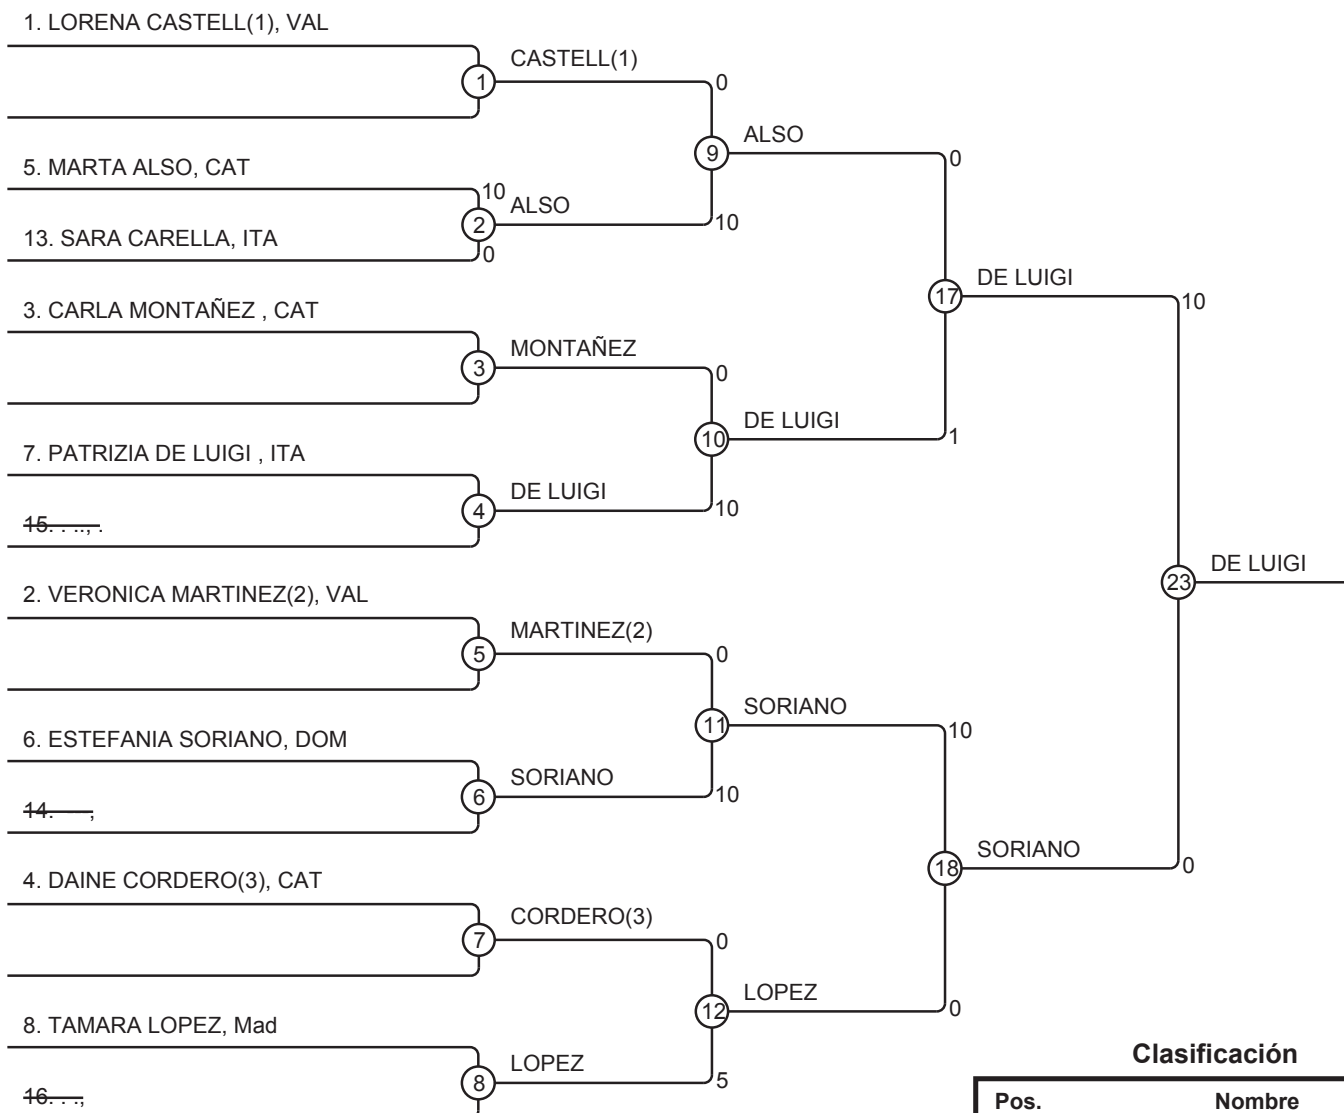 1. LORENA CASTELL(1), VAL
CASTELL(1)
1
0
ALSO
9
0
5. MARTA ALSO, CAT
10
ALSO
2
10
13. SARA CARELLA, ITA
0
DE LUIGI
17
10
3. CARLA MONTAÑEZ , CAT
MONTAÑEZ
3
0
DE LUIGI
10
1
7. PATRIZIA DE LUIGI , ITA
DE LUIGI
4
10
15. . .., .
DE LUIGI
23
2. VERONICA MARTINEZ(2), VAL
MARTINEZ(2)
5
0
SORIANO
11
10
6. ESTEFANIA SORIANO, DOM
SORIANO
6
10
14. ,
SORIANO
18
0
4. DAINE CORDERO(3), CAT
CORDERO(3)
7
0
LOPEZ
12
0
8. TAMARA LOPEZ, Mad
LOPEZ
8
5
16. . .,
Clasificación
Pos. Nombre